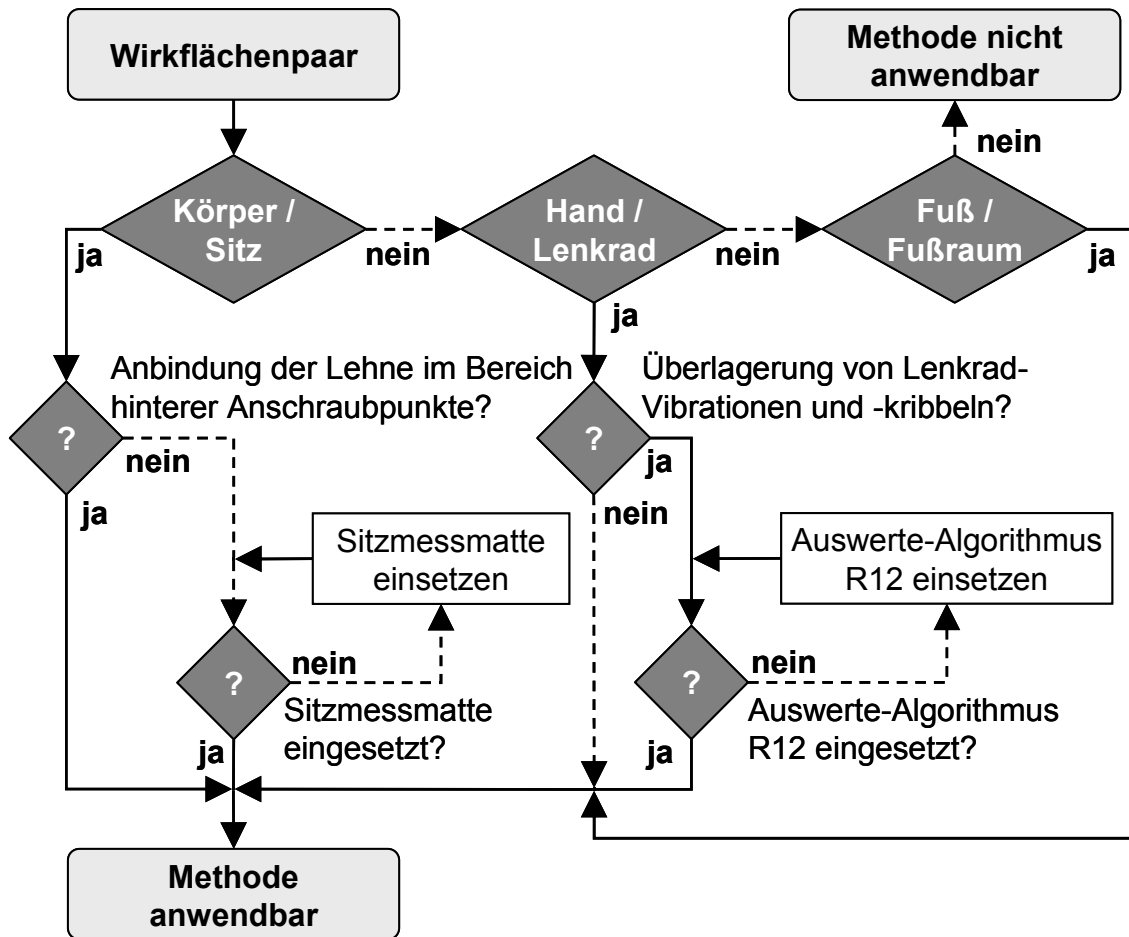 Wirkflächenpaar
Methode nicht
anwendbar
nein
Körper /
Sitz
Hand /
Lenkrad
Fuß /
Fußraum
ja
nein
nein
ja
ja
Anbindung der Lehne im Bereich
hinterer Anschraubpunkte?
Überlagerung von Lenkrad-
Vibrationen und -kribbeln?
?
nein
ja
?
ja
nein
Sitzmessmatte
einsetzen
Auswerte-Algorithmus
R12 einsetzen
?
nein
Sitzmessmatte
eingesetzt?
ja
?
nein
Auswerte-Algorithmus
R12 eingesetzt?
ja
Methode
anwendbar